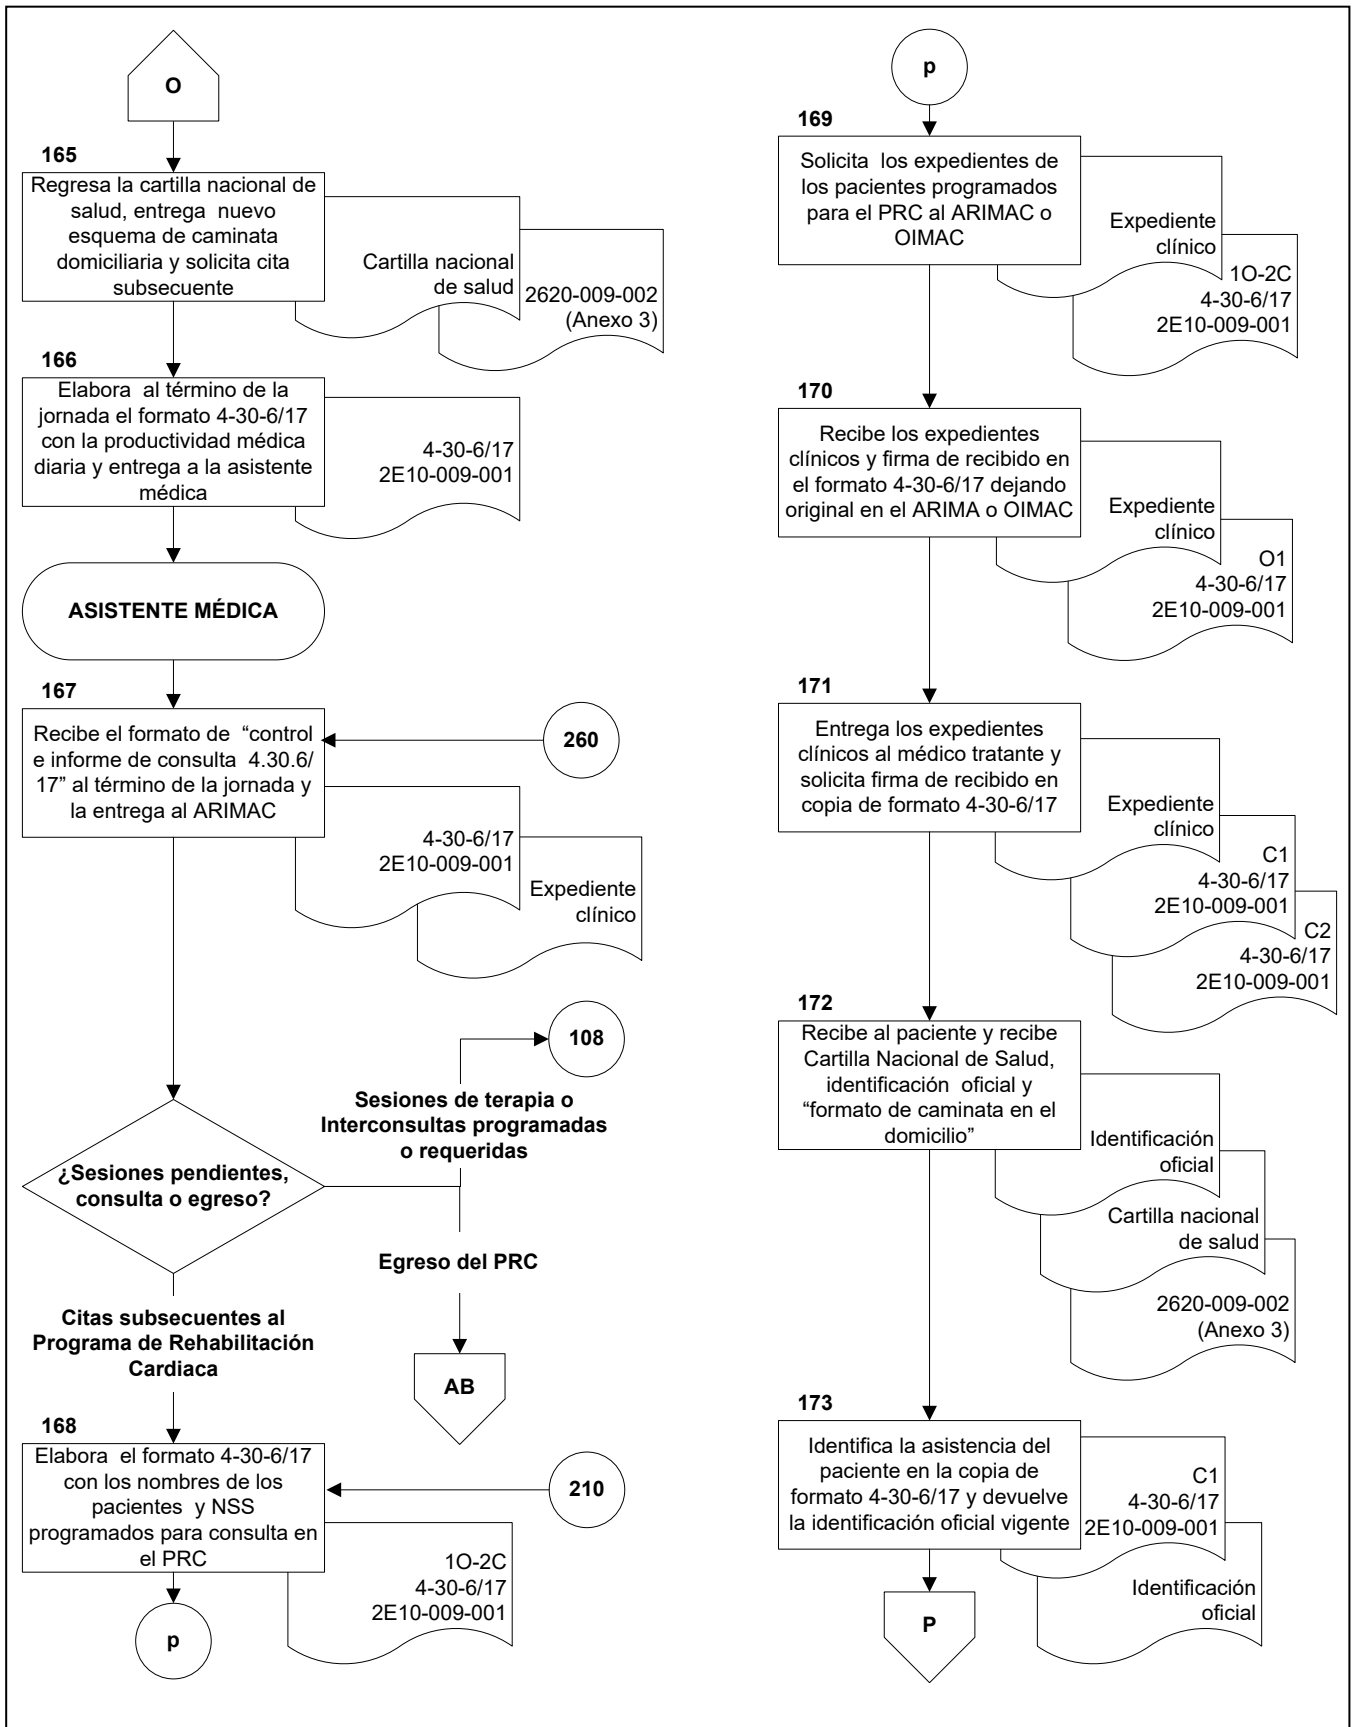 O
165
Regresa la cartilla nacional de
salud, entrega nuevo
esquema de caminata
domiciliaria y solicita cita
subsecuente
Cartilla nacional
de salud
2620-009-002
(Anexo 3)
166
Elabora al término de la
jornada el formato 4-30-6/17
con la productividad médica
diaria y entrega a la asistente
médica
4-30-6/17
2E10-009-001
ASISTENTE MÉDICA
167
Recibe el formato de “control
e informe de consulta 4.30.6/
17” al término de la jornada y
la entrega al ARIMAC
260
4-30-6/17
2E10-009-001
Expediente
clínico
108
Sesiones de terapia o
Interconsultas programadas
o requeridas
¿Sesiones pendientes,
consulta o egreso?
Egreso del PRC
AB
Citas subsecuentes al
Programa de Rehabilitación
Cardiaca
168
Elabora el formato 4-30-6/17
con los nombres de los
pacientes y NSS
programados para consulta en
el PRC
210
1O-2C
4-30-6/17
2E10-009-001
p
p
169
Solicita los expedientes de
los pacientes programados
para el PRC al ARIMAC o
OIMAC
Expediente
clínico
1O-2C
4-30-6/17
2E10-009-001
170
Recibe los expedientes
clínicos y firma de recibido en
el formato 4-30-6/17 dejando
original en el ARIMA o OIMAC
Expediente
clínico
O1
4-30-6/17
2E10-009-001
171
Entrega los expedientes
clínicos al médico tratante y
solicita firma de recibido en
copia de formato 4-30-6/17
Expediente
clínico
C1
4-30-6/17
2E10-009-001
C2
4-30-6/17
2E10-009-001
172
Recibe al paciente y recibe
Cartilla Nacional de Salud,
identificación oficial y
“formato de caminata en el
domicilio”
Identificación
oficial
Cartilla nacional
de salud
2620-009-002
(Anexo 3)
173
Identifica la asistencia del
paciente en la copia de
formato 4-30-6/17 y devuelve
la identificación oficial vigente
C1
4-30-6/17
2E10-009-001
Identificación
oficial
P